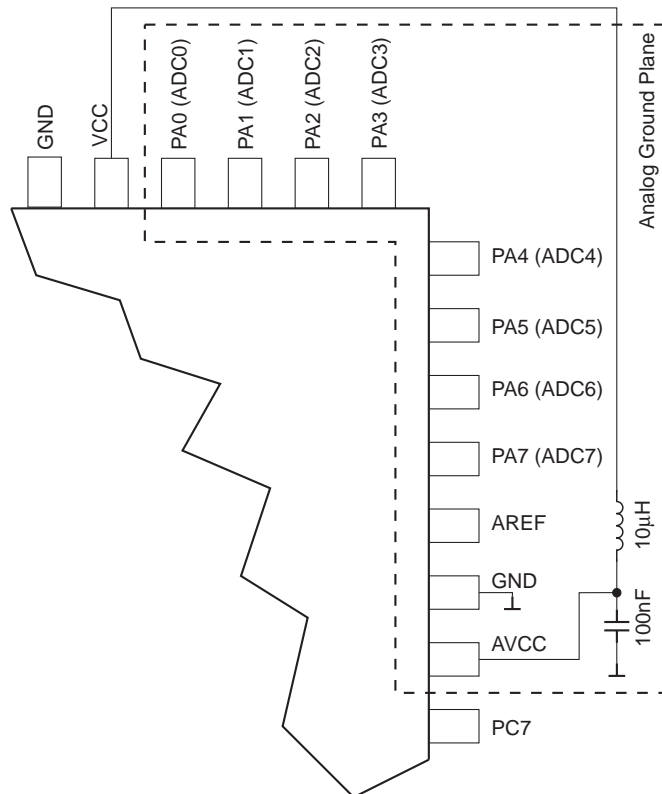 GND
VCC
PA0 (ADC0)
PA1 (ADC1)
PA2 (ADC2)
PA3 (ADC3)
Analog Ground Plane
PA4 (ADC4)
PA5 (ADC5)
PA6 (ADC6)
PA7 (ADC7)
AREF
10µH
GND
AVCC
100nF
PC7